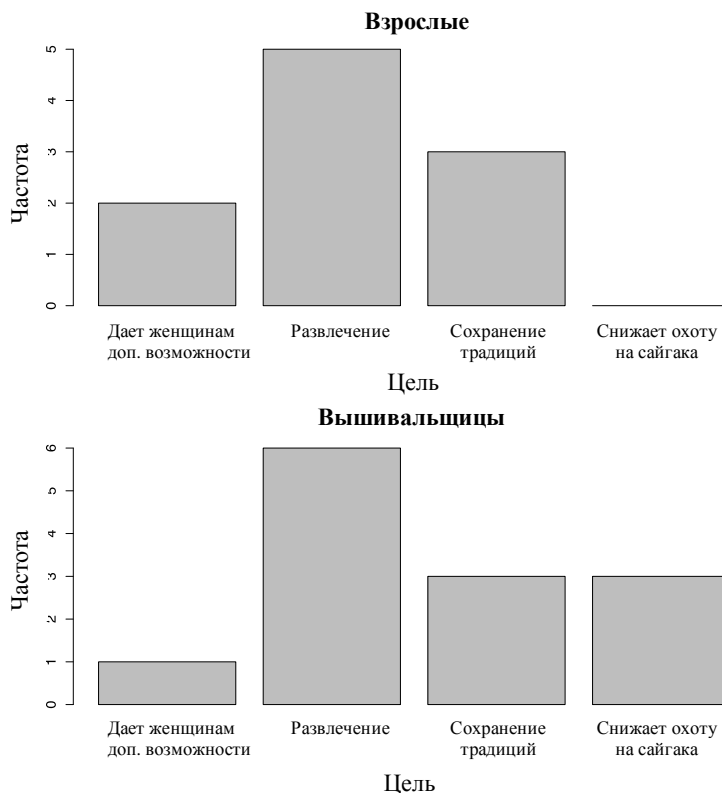 Взрослые
5
4
3
2
1
0
Частота
Дает женщинам
доп. возможности
Развлечение
Сохранение
традиций
Снижает охоту
на сайгака
Цель
Вышивальщицы
6
5
4
3
2
1
0
Частота
Дает женщинам
доп. возможности
Развлечение
Сохранение
традиций
Снижает охоту
на сайгака
Цель